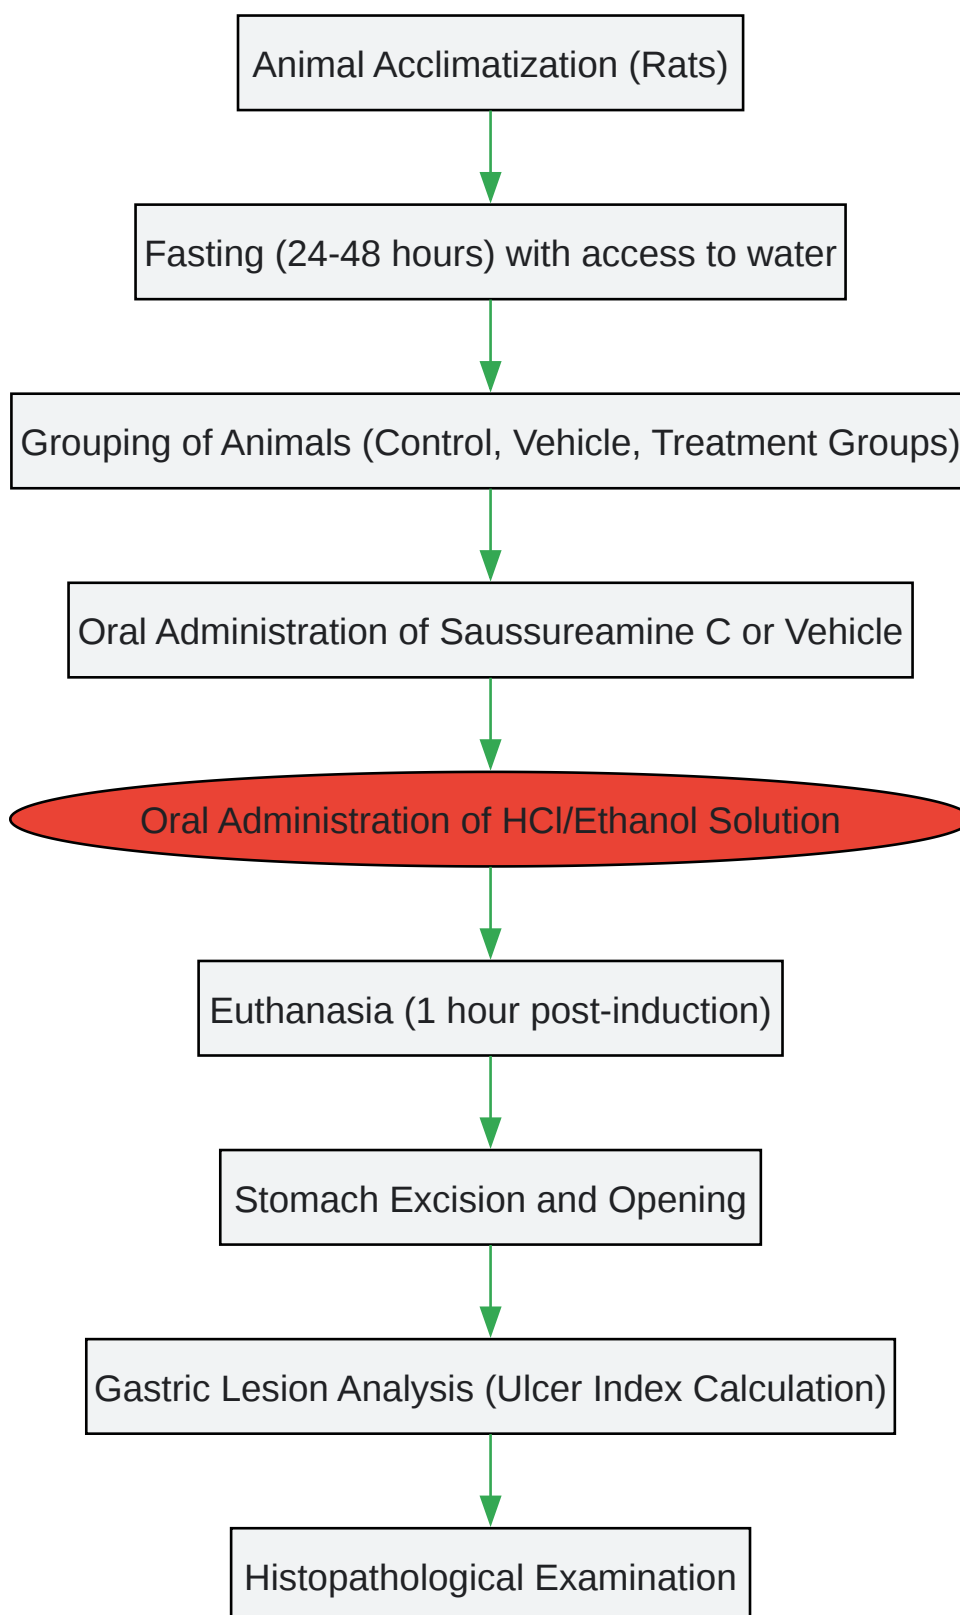 Animal Acclimatization (Rats)
Fasting (24-48 hours) with access to water
Grouping of Animals (Control, Vehicle, Treatment Groups)
Oral Administration of Saussureamine C or Vehicle
Oral Administration of HCl/Ethanol Solution
Euthanasia (1 hour post-induction)
Stomach Excision and Opening
Gastric Lesion Analysis (Ulcer Index Calculation)
Histopathological Examination